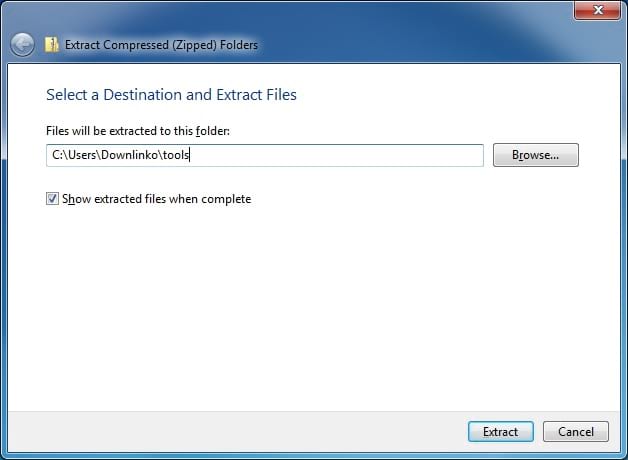 Extract Compressed (Zipped) Folders
Select a Destination and Extract Files
Files will be extracted to this folder:
C:\Users\Downlinko\tools
Browse...
Show extracted files when complete
Extract
Cancel